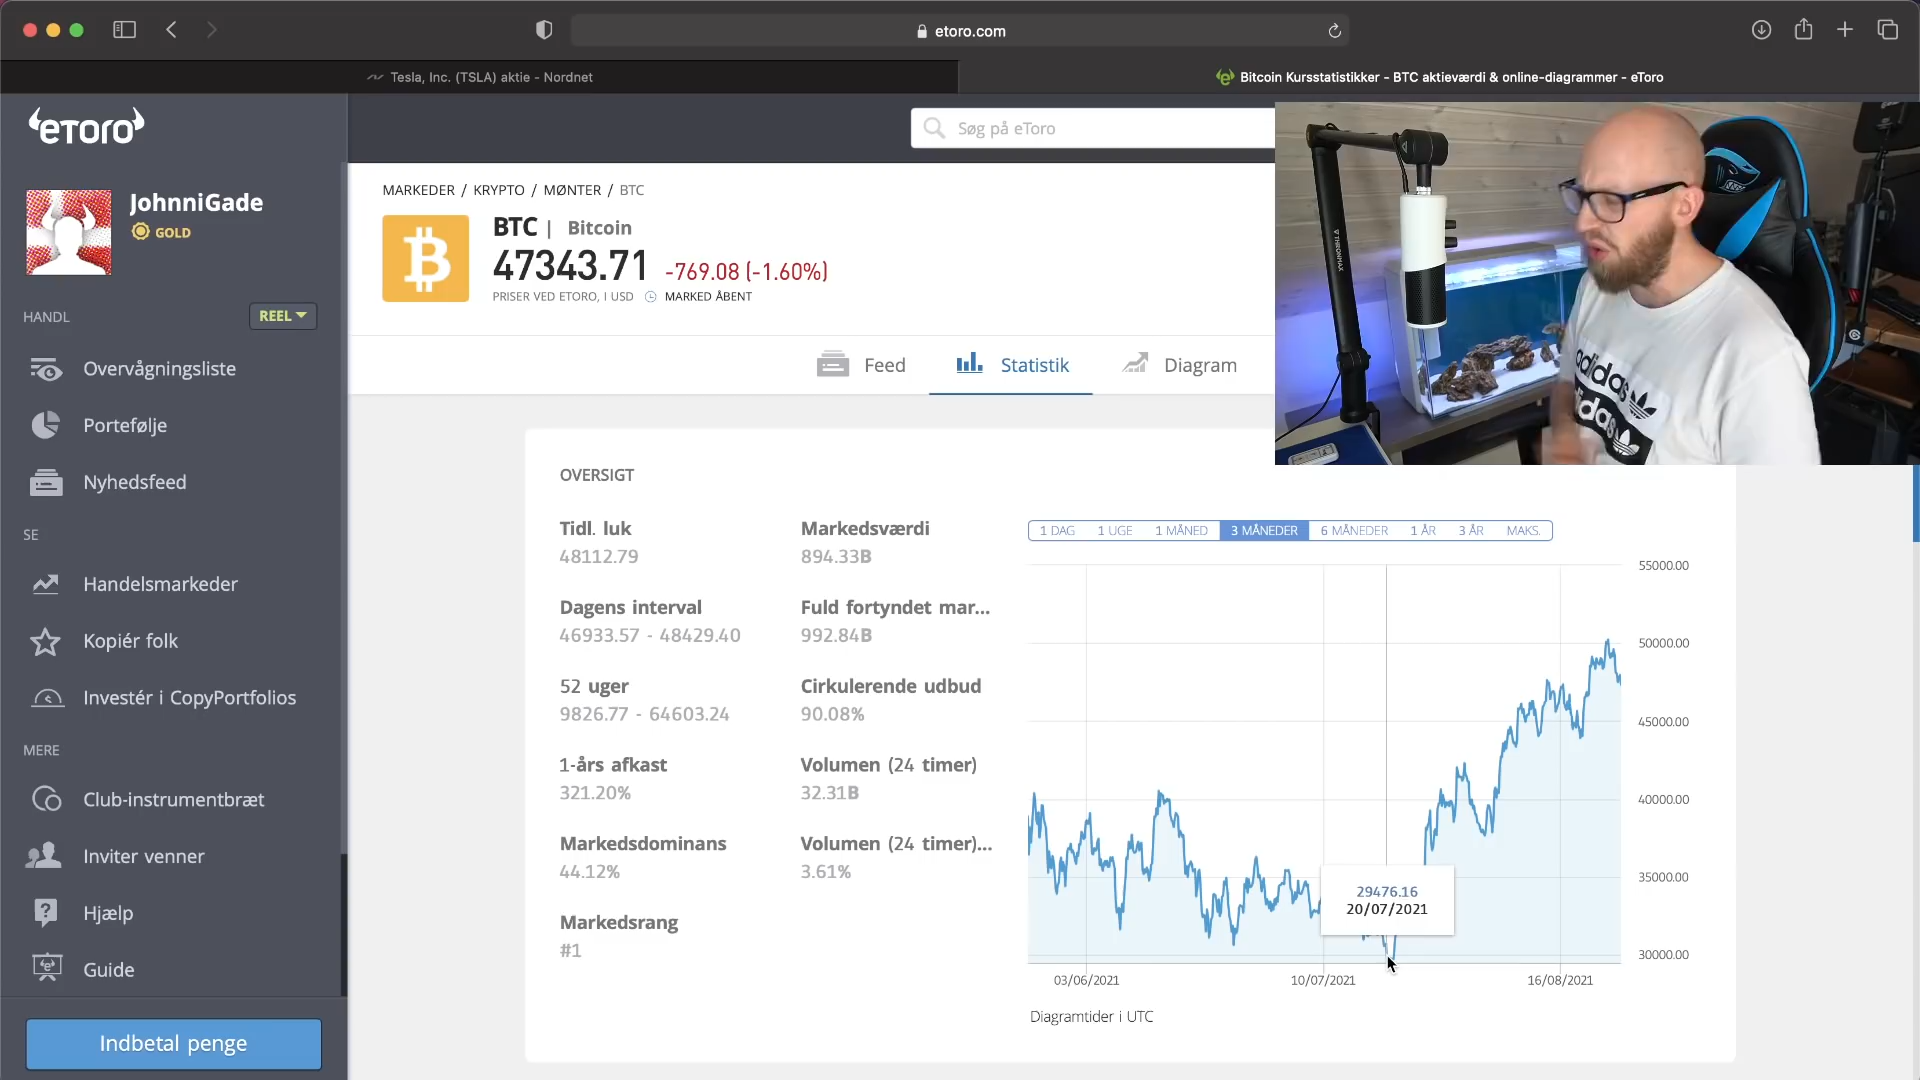 etoro.com
Tesla, Inc. (TSLA) aktie - Nordnet
Bitcoin Kursstatistikker - BTC aktieværdi & online-diagrammer - eToro
eToro
Søg på eToro
JohnniGade
GOLD
HANDL
REEL
Overvågningsliste
Portefølje
Nyhedsfeed
SE
Handelsmarkeder
Kopiér folk
Investér i CopyPortfolios
MERE
Club-instrumentbræt
Inviter venner
Hjælp
Guide
Indbetal penge
MARKEDER / KRYPTO / MØNTER / BTC
BTC | Bitcoin
47343.71 -769.08 (-1.60%)
PRISER VED ETORO, I USD MARKED ÅBENT
Feed
Statistik
Diagram
OVERSIGT
Tidl. luk
48112.79
Dagens interval
46933.57 - 48429.40
52 uger
9826.77 - 64603.24
1-års afkast
321.20%
Markedsdominans
44.12%
Markedsrang
#1
Markedsværdi
894.33B
Fuld fortyndet mar...
992.84B
Cirkulerende udbud
90.08%
Volumen (24 timer)
32.31B
Volumen (24 timer)...
3.61%
1 DAG 1 UGE 1 MÅNED 3 MÅNEDER 6 MÅNEDER 1 ÅR 3 ÅR MAKS.
55000.00
50000.00
45000.00
40000.00
35000.00
30000.00
29476.16
20/07/2021
03/06/2021 10/07/2021 16/08/2021
Diagramtider i UTC
THRONMAX
adidas
adidas